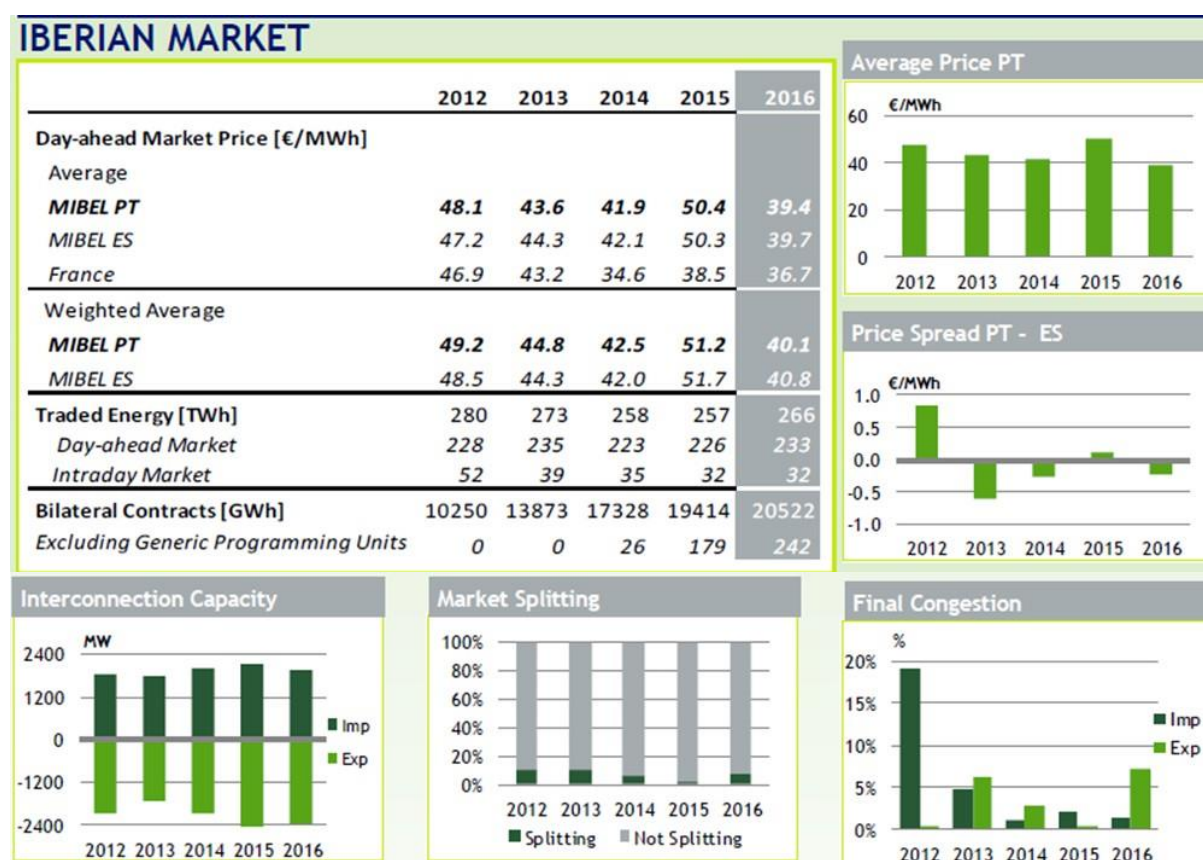 IBERIAN MARKET
2012 2013 2014 2015 2016
Day-ahead Market Price [€/MWh]
Average
MIBEL PT 48.1 43.6 41.9 50.4 39.4
MIBEL ES 47.2 44.3 42.1 50.3 39.7
France 46.9 43.2 34.6 38.5 36.7
Weighted Average
MIBEL PT 49.2 44.8 42.5 51.2 40.1
MIBEL ES 48.5 44.3 42.0 51.7 40.8
Traded Energy [TWh] 280 273 258 257 266
Day-ahead Market 228 235 223 226 233
Intraday Market 52 39 35 32 32
Bilateral Contracts [GWh] 10250 13873 17328 19414 20522
Excluding Generic Programming Units 0 0 26 179 242
Average Price PT
€/MWh
60
40
20
0
2012 2013 2014 2015 2016
Price Spread PT - ES
€/MWh
1.0
0.5
0.0
-0.5
-1.0
2012 2013 2014 2015 2016
Interconnection Capacity
MW
2400
1200
0
-1200
-2400
Imp
Exp
2012 2013 2014 2015 2016
Market Splitting
100%
80%
60%
40%
20%
0%
2012 2013 2014 2015 2016
Splitting Not Splitting
Final Congestion
%
20%
15%
10%
5%
0%
Imp
Exp
2012 2013 2014 2015 2016